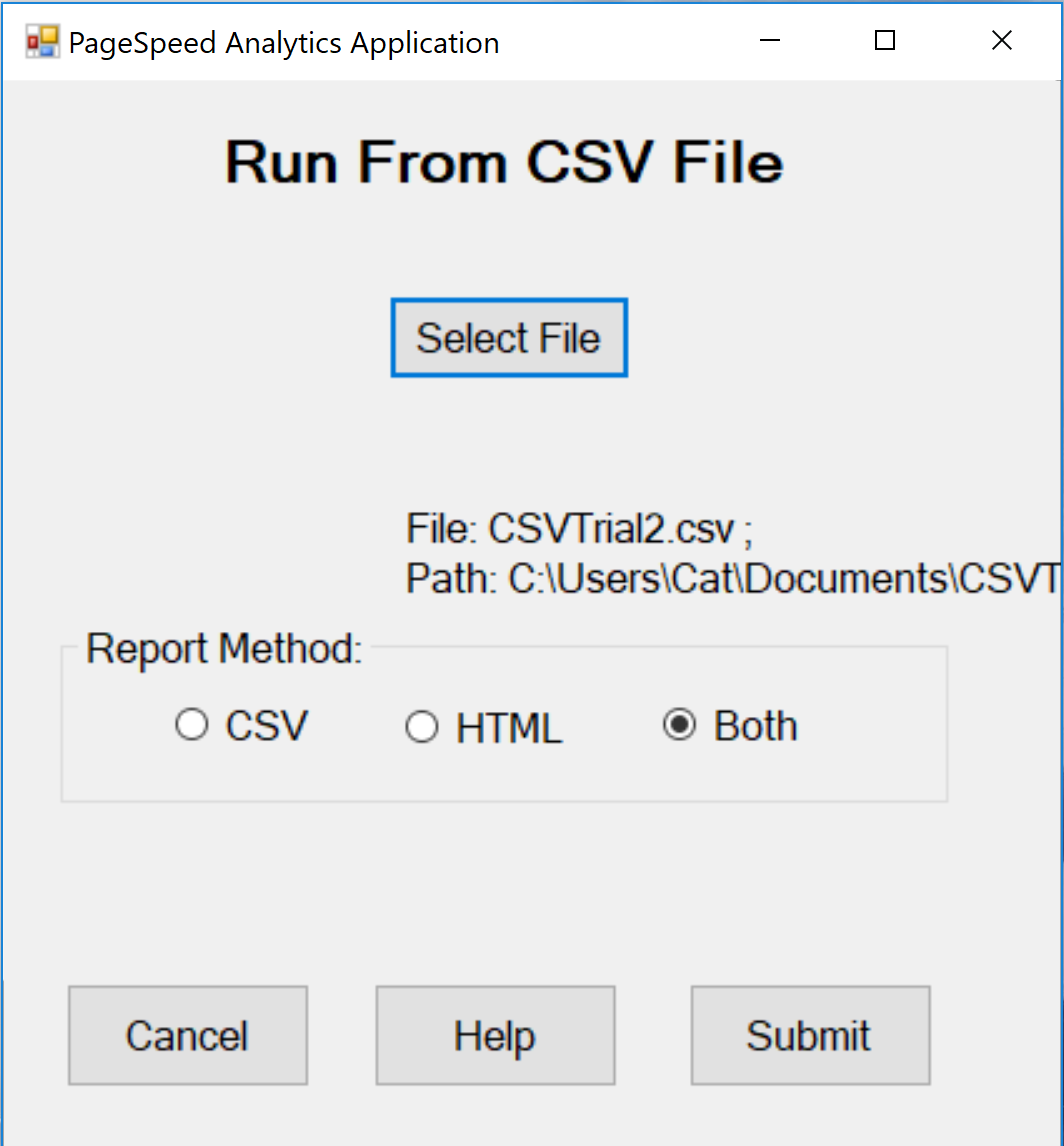 PageSpeed Analytics Application
Run From CSV File
Select File
File: CSVTrial2.csv ;
Path: C:\Users\Cat\Documents\CSVT
Report Method:
CSV HTML Both
Cancel Help Submit